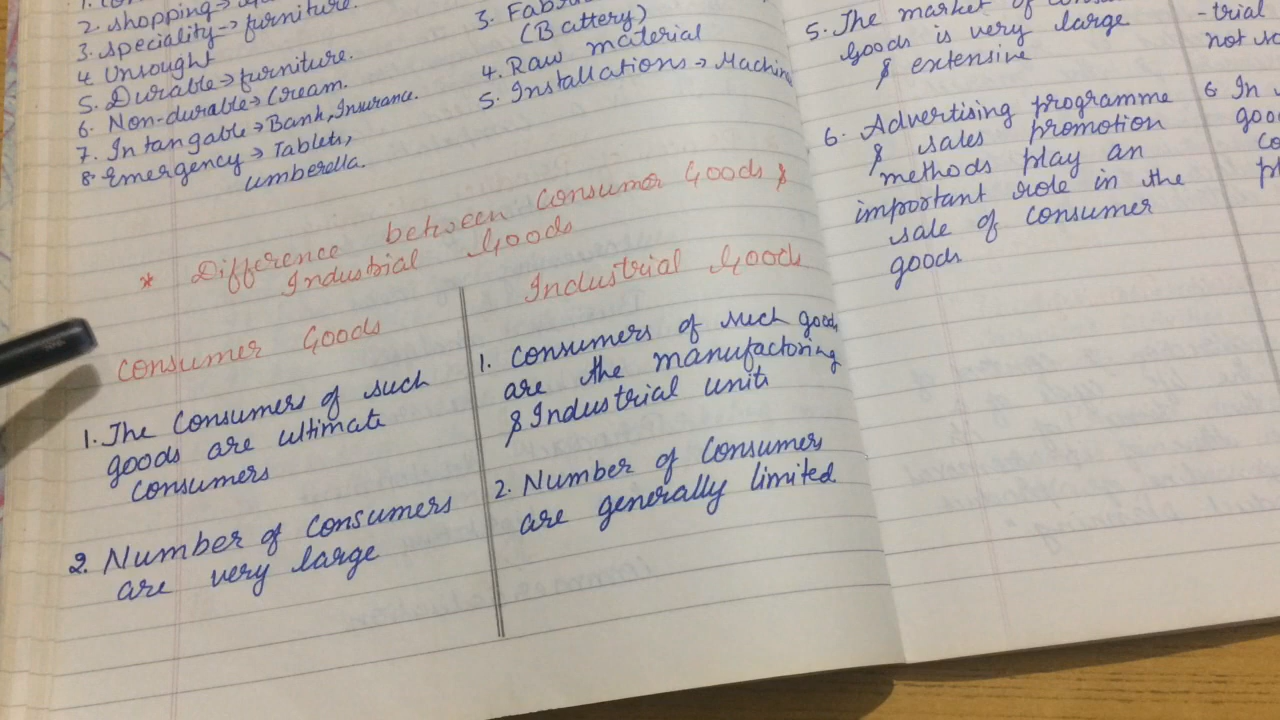 2. shopping →
3. speciality → furniture.
4. Unsought
5. Durable → furniture.
6. Non-durable → Cream.
7. Intangable → Bank, Insurance.
8. Emergency → Tablets,
umberella.
3.
(Battery)
4. Raw material
5. Installations → Machin
* Difference between Consumer Goods &
Industrial Goods
Consumer Goods
1. The Consumers of such
goods are ultimate
consumers
2. Number of consumers
are very large
Industrial Goods
1. Consumers of such goods
are the manufactoring
& Industrial units
2. Number of Consumers
are generally limited.
5. The market of
Goods is very large
& extensive
6. Advertising programme
& sales promotion
methods play an
important role in the
sale of consumer
goods
-trial
not
6 In